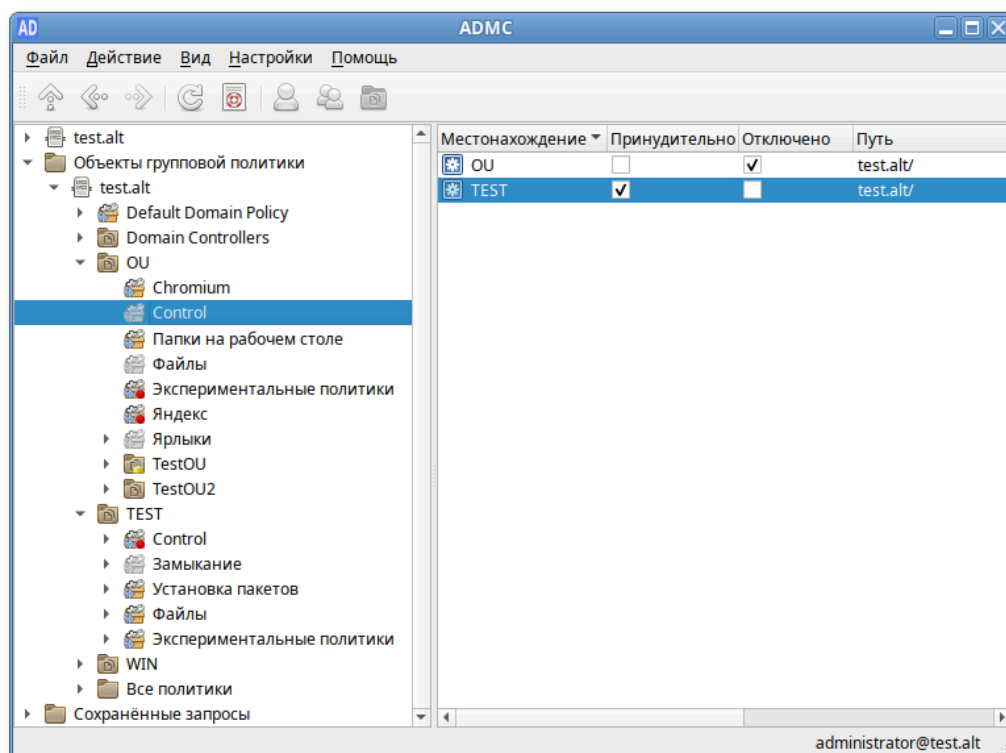 AD ADMC
Файл Действие Вид Настройки Помощь
test.alt
Объекты групповой политики
test.alt
Default Domain Policy
Domain Controllers
OU
Chromium
Control
Папки на рабочем столе
Файлы
Экспериментальные политики
Яндекс
Ярлыки
TestOU
TestOU2
TEST
Control
Замыкание
Установка пакетов
Файлы
Экспериментальные политики
WIN
Все политики
Сохранённые запросы
Местонахождение Принудительно Отключено Путь
OU test.alt/
TEST test.alt/
administrator@test.alt